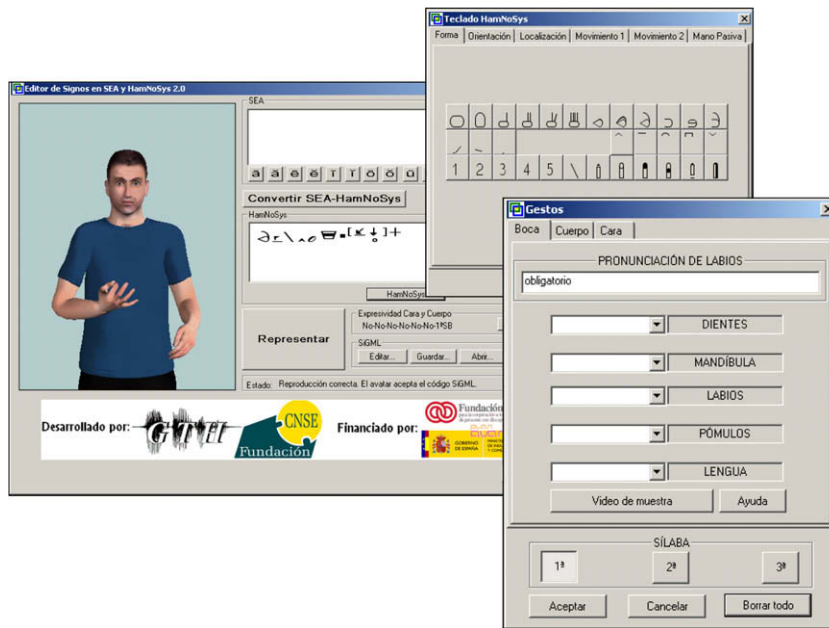 Teclado HamNoSys
Forma Orientación Localización Movimiento 1 Movimiento 2 Mano Pasiva
1 2 3 4 5
Editor de Signos en SEA y HamNoSys 2.0
SEA
Convertir SEA-HamNoSys
HamNoSys
HamNoSys
Representar
Expresividad Cara y Cuerpo
No-No-No-No-No-No-1ªSB
SiGML
Editar... Guardar... Abrir...
Estado: Reproducción correcta. El avatar acepta el código SiGML.
Desarrollado por:
GTH
CNSE
Fundación
Financiado por:
Fundación
GOBIERNO
DE ESPAÑA
Gestos
Boca Cuerpo Cara
PRONUNCIACIÓN DE LABIOS
obligatorio
DIENTES
MANDÍBULA
LABIOS
PÓMULOS
LENGUA
Video de muestra Ayuda
SÍLABA
1ª 2ª 3ª
Aceptar Cancelar Borrar todo